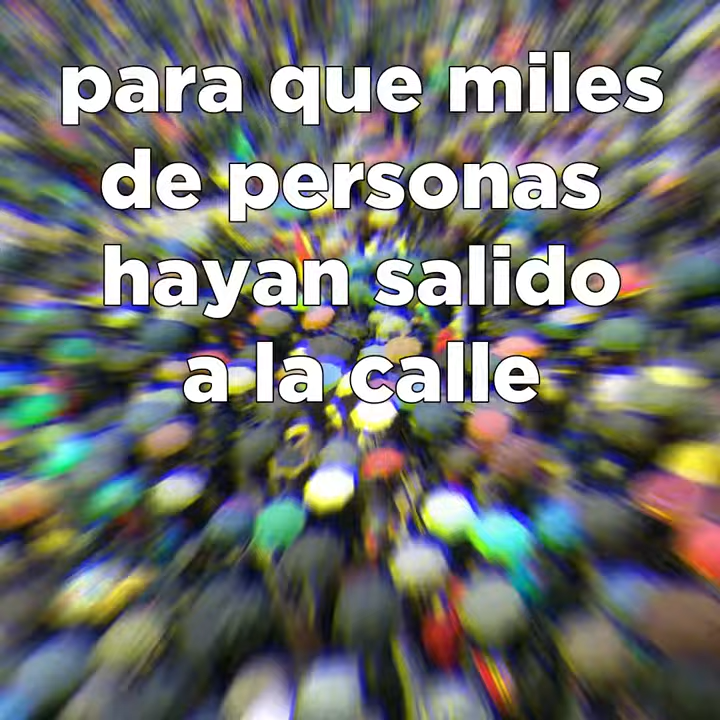 para que miles
de personas
hayan salido
a la calle